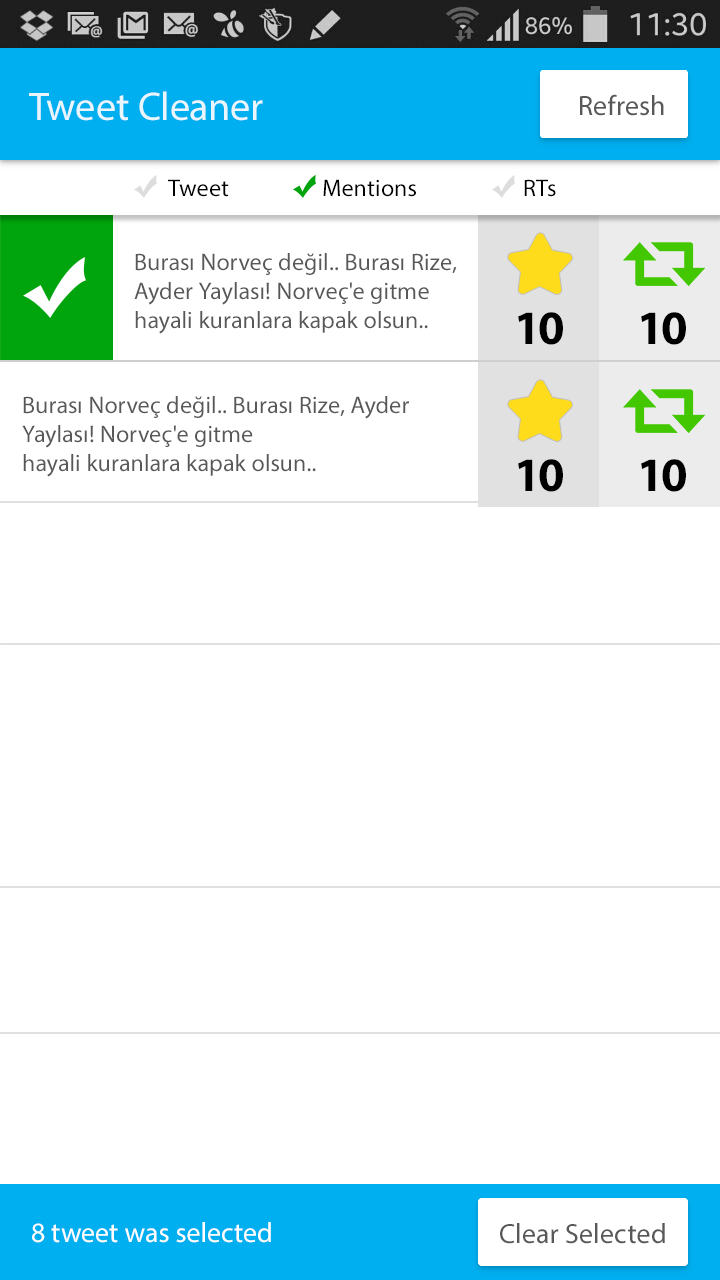 86% 11:30
Tweet Cleaner
Refresh
Tweet Mentions RTs
Burası Norveç değil.. Burası Rize,
Ayder Yaylası! Norveç'e gitme
hayali kuranlara kapak olsun..
10 10
Burası Norveç değil.. Burası Rize, Ayder
Yaylası! Norveç'e gitme
hayali kuranlara kapak olsun..
10 10
8 tweet was selected
Clear Selected